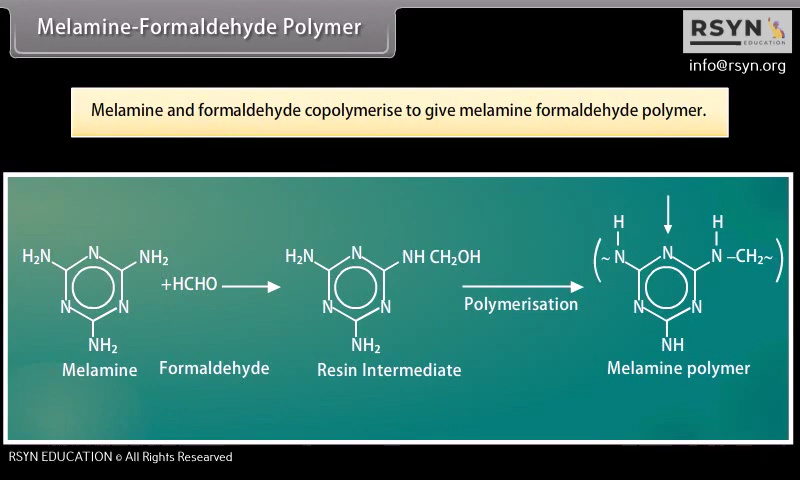 Melamine-Formaldehyde Polymer
RSYN
EDUCATION
info@rsyn.org
Melamine and formaldehyde copolymerise to give melamine formaldehyde polymer.
H₂N N NH₂
N N
NH₂
Melamine
+HCHO
Formaldehyde
H₂N N NH CH₂OH
N N
NH₂
Resin Intermediate
Polymerisation
H H
(~ N N N –CH₂~)
N N
NH
Melamine polymer
RSYN EDUCATION © All Rights Researved